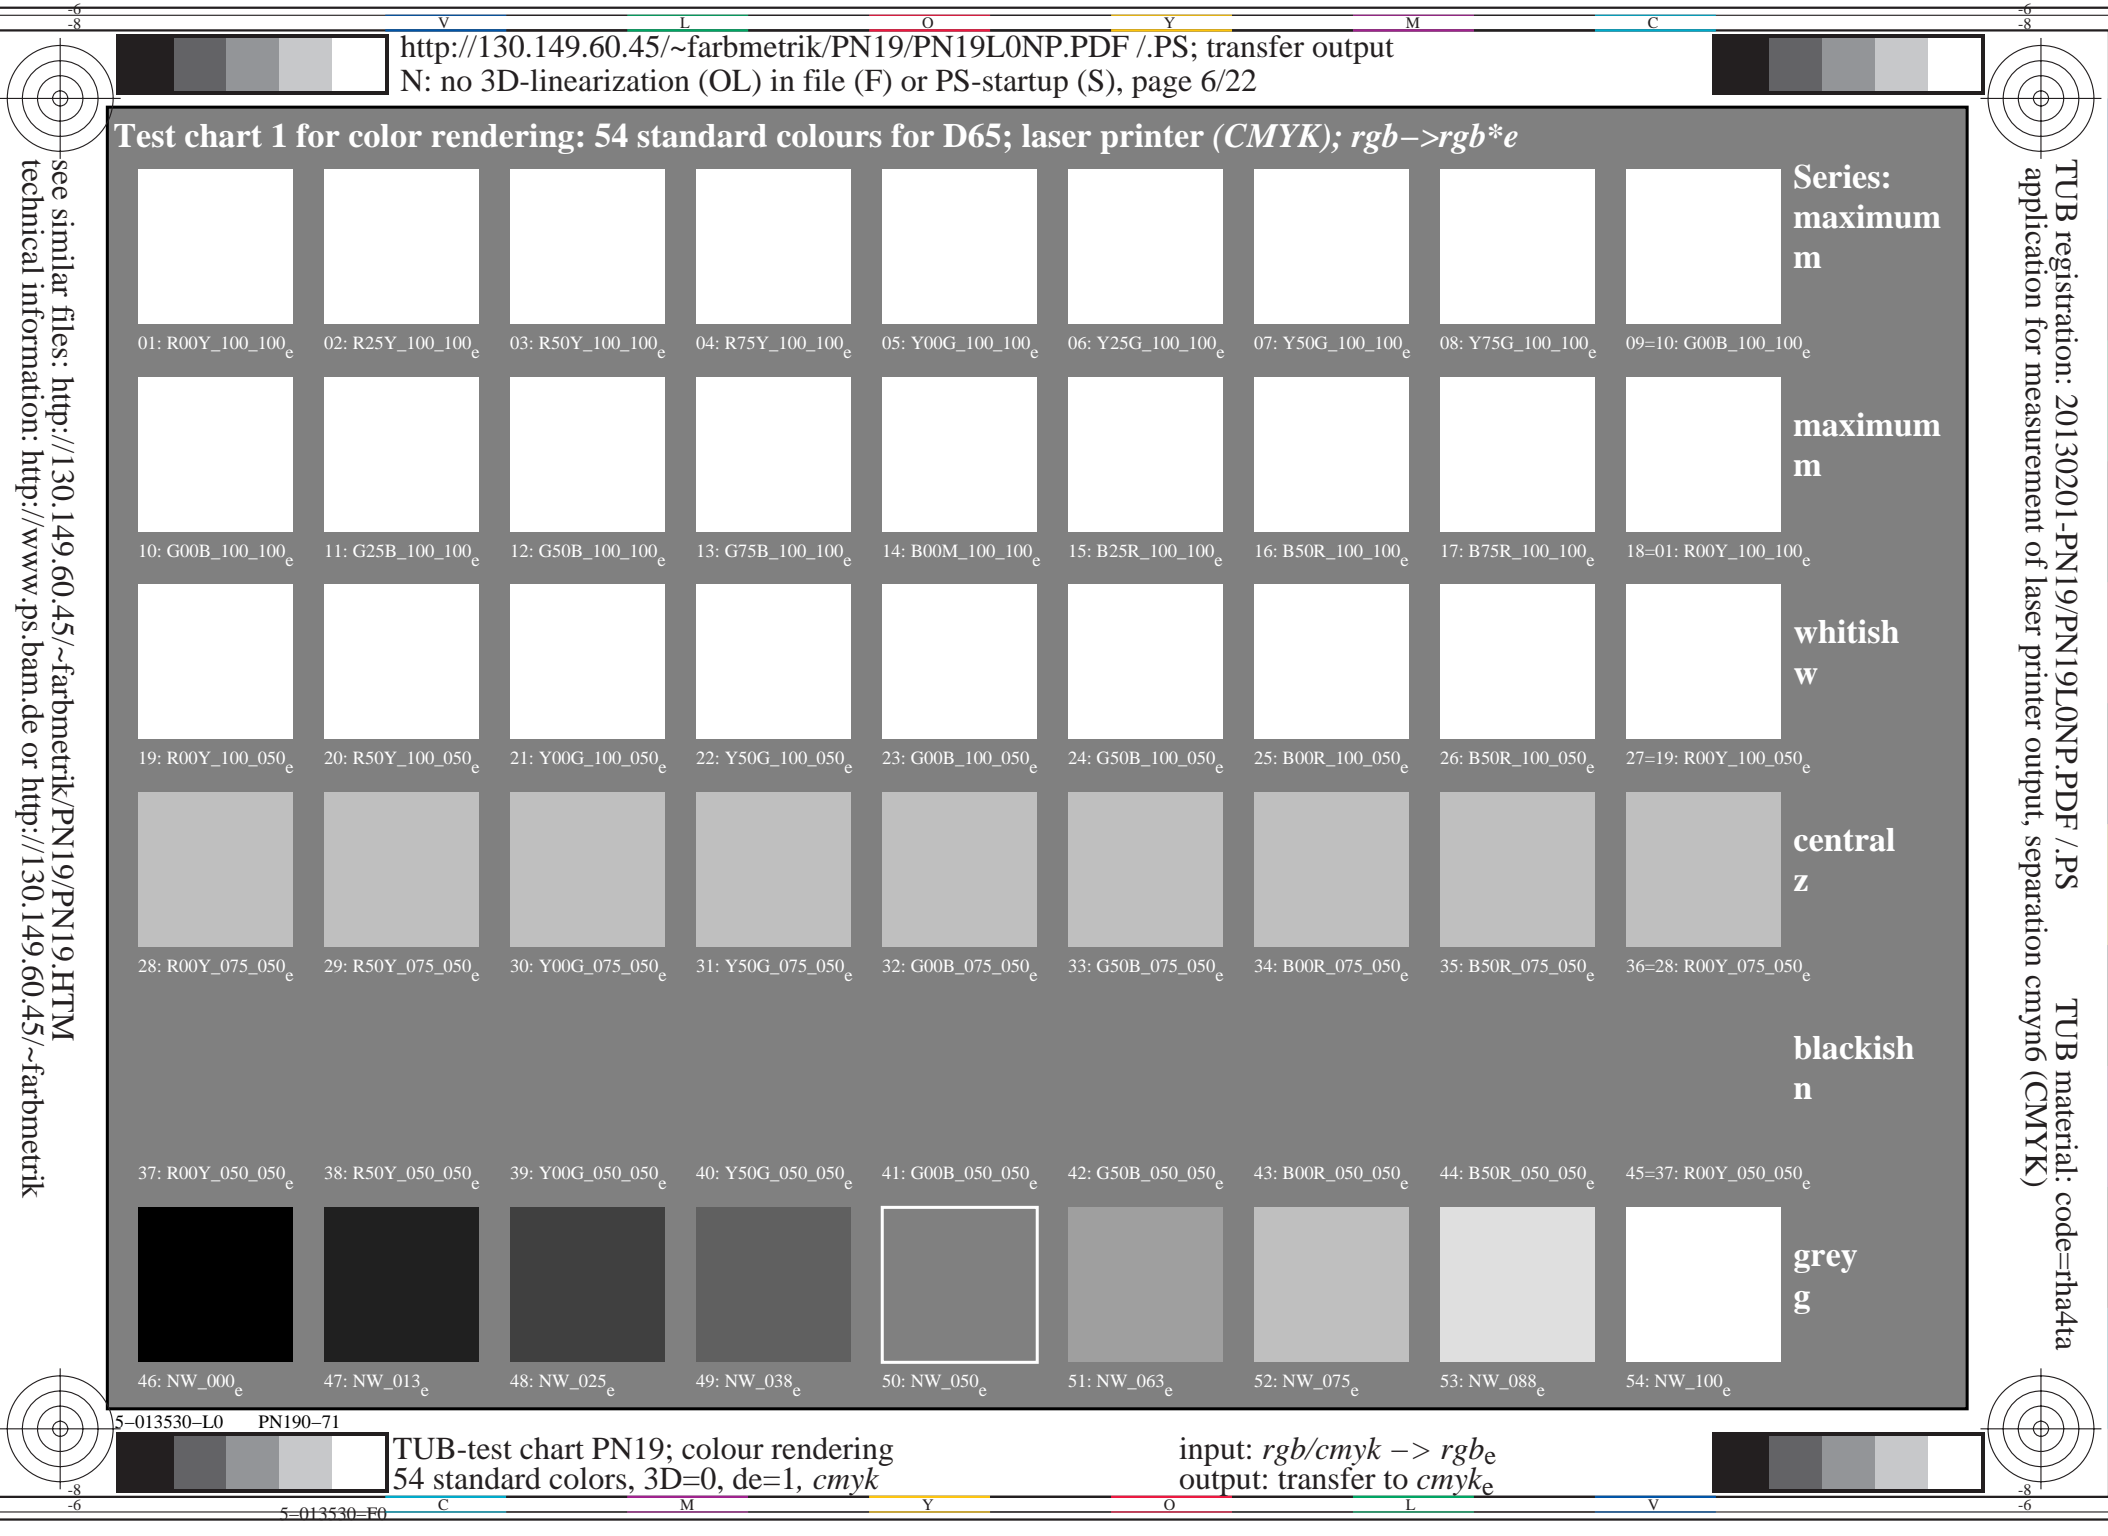 -6
-8
V L O Y M C
-6
-8
http://130.149.60.45/~farbmetrik/PN19/PN19L0NP.PDF /.PS; transfer output
N: no 3D-linearization (OL) in file (F) or PS-startup (S), page 6/22
see similar files: http://130.149.60.45/~farbmetrik/PN19/PN19.HTM
technical information: http://www.ps.bam.de or http://130.149.60.45/~farbmetrik
Test chart 1 for color rendering: 54 standard colours for D65; laser printer (CMYK); rgb−>rgb*e
Series:
maximum
m
01: R00Y_100_100e 02: R25Y_100_100e 03: R50Y_100_100e 04: R75Y_100_100e 05: Y00G_100_100e 06: Y25G_100_100e 07: Y50G_100_100e 08: Y75G_100_100e 09=10: G00B_100_100e
maximum
m
10: G00B_100_100e 11: G25B_100_100e 12: G50B_100_100e 13: G75B_100_100e 14: B00M_100_100e 15: B25R_100_100e 16: B50R_100_100e 17: B75R_100_100e 18=01: R00Y_100_100e
whitish
w
19: R00Y_100_050e 20: R50Y_100_050e 21: Y00G_100_050e 22: Y50G_100_050e 23: G00B_100_050e 24: G50B_100_050e 25: B00R_100_050e 26: B50R_100_050e 27=19: R00Y_100_050e
central
z
28: R00Y_075_050e 29: R50Y_075_050e 30: Y00G_075_050e 31: Y50G_075_050e 32: G00B_075_050e 33: G50B_075_050e 34: B00R_075_050e 35: B50R_075_050e 36=28: R00Y_075_050e
blackish
n
37: R00Y_050_050e 38: R50Y_050_050e 39: Y00G_050_050e 40: Y50G_050_050e 41: G00B_050_050e 42: G50B_050_050e 43: B00R_050_050e 44: B50R_050_050e 45=37: R00Y_050_050e
grey
g
46: NW_000e 47: NW_013e 48: NW_025e 49: NW_038e 50: NW_050e 51: NW_063e 52: NW_075e 53: NW_088e 54: NW_100e
TUB registration: 20130201-PN19/PN19L0NP.PDF /.PS TUB material: code=rha4ta
application for measurement of laser printer output, separation cmyn6 (CMYK)
5−013530−L0 PN190−71
TUB-test chart PN19; colour rendering
54 standard colors, 3D=0, de=1, cmyk
input: rgb/cmyk −> rgbe
output: transfer to cmyke
-8
-6
5−013530−F0
C M Y O L V
-8
-6